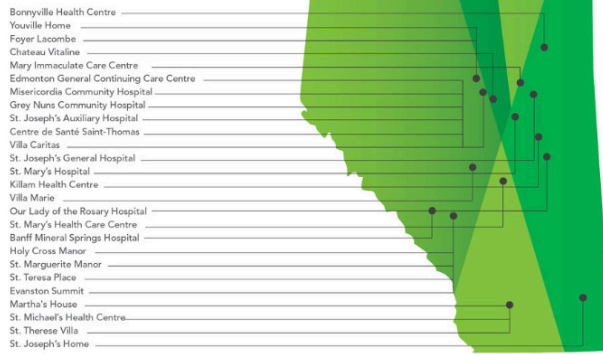 Bonnyville Health Centre
Youville Home
Foyer Lacombe
Chateau Vitaline
Mary Immaculate Care Centre
Edmonton General Continuing Care Centre
Misericordia Community Hospital
Grey Nuns Community Hospital
St. Joseph's Auxiliary Hospital
Centre de Santé Saint-Thomas
Villa Caritas
St. Joseph's General Hospital
St. Mary's Hospital
Killam Health Centre
Villa Marie
Our Lady of the Rosary Hospital
St. Mary's Health Care Centre
Banff Mineral Springs Hospital
Holy Cross Manor
St. Marguerite Manor
St. Teresa Place
Evanston Summit
Martha's House
St. Michael's Health Centre
St. Therese Villa
St. Joseph's Home